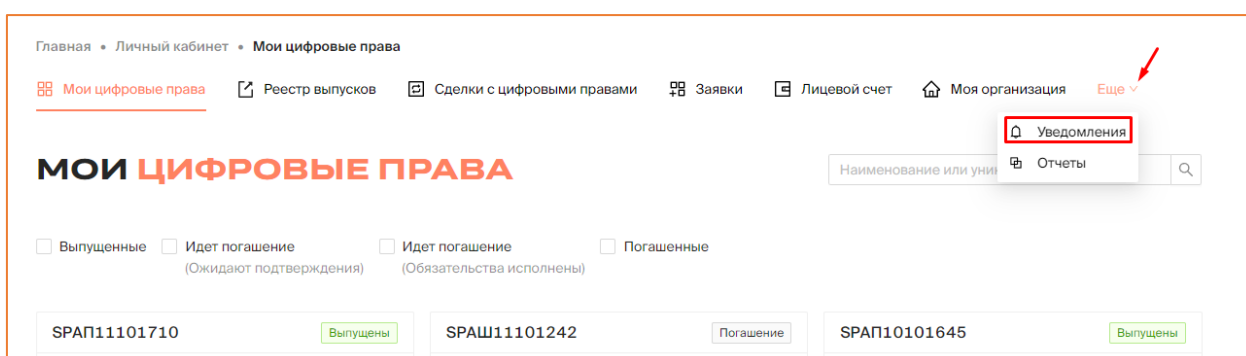 Главная • Личный кабинет • Мои цифровые права
Мои цифровые права Реестр выпусков Сделки с цифровыми правами Заявки Лицевой счет Моя организация Еще
Уведомления
МОИ ЦИФРОВЫЕ ПРАВА
Наименование или
Отчеты
Выпущенные Идет погашение Идет погашение Погашенные
(Ожидают подтверждения) (Обязательства исполнены)
SPAП11101710 Выпущены SPAШ11101242 Погашение SPAП10101645 Выпущены